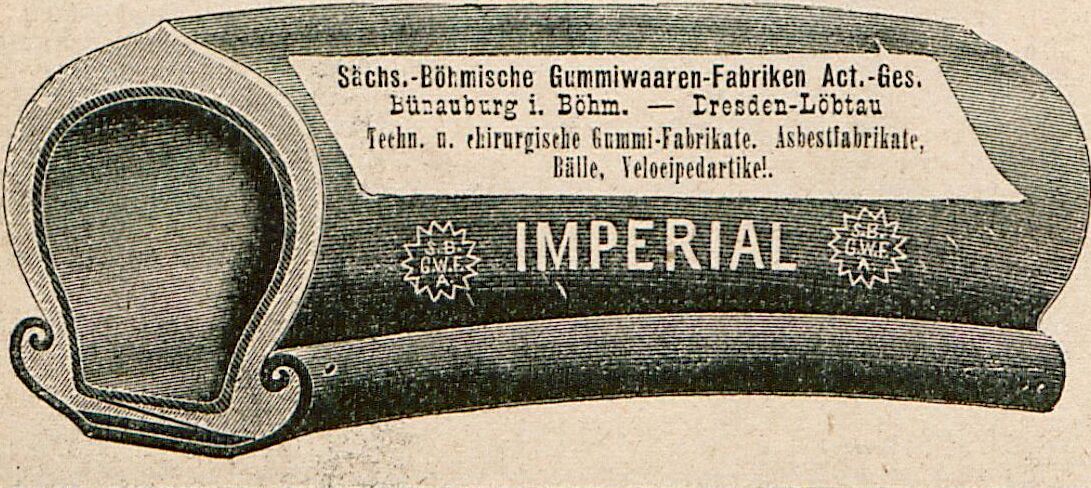 Sächs.-Böhmische Gummiwaaren-Fabriken Act.-Ges.
Bünauburg i. Böhm. — Dresden-Löbtau
Techn. u. chirurgische Gummi-Fabrikate. Asbestfabrikate,
Bälle, Velocipedartikel.
S.B.
G.W.F.
A.
IMPERIAL
S.B.
G.W.F.
A.